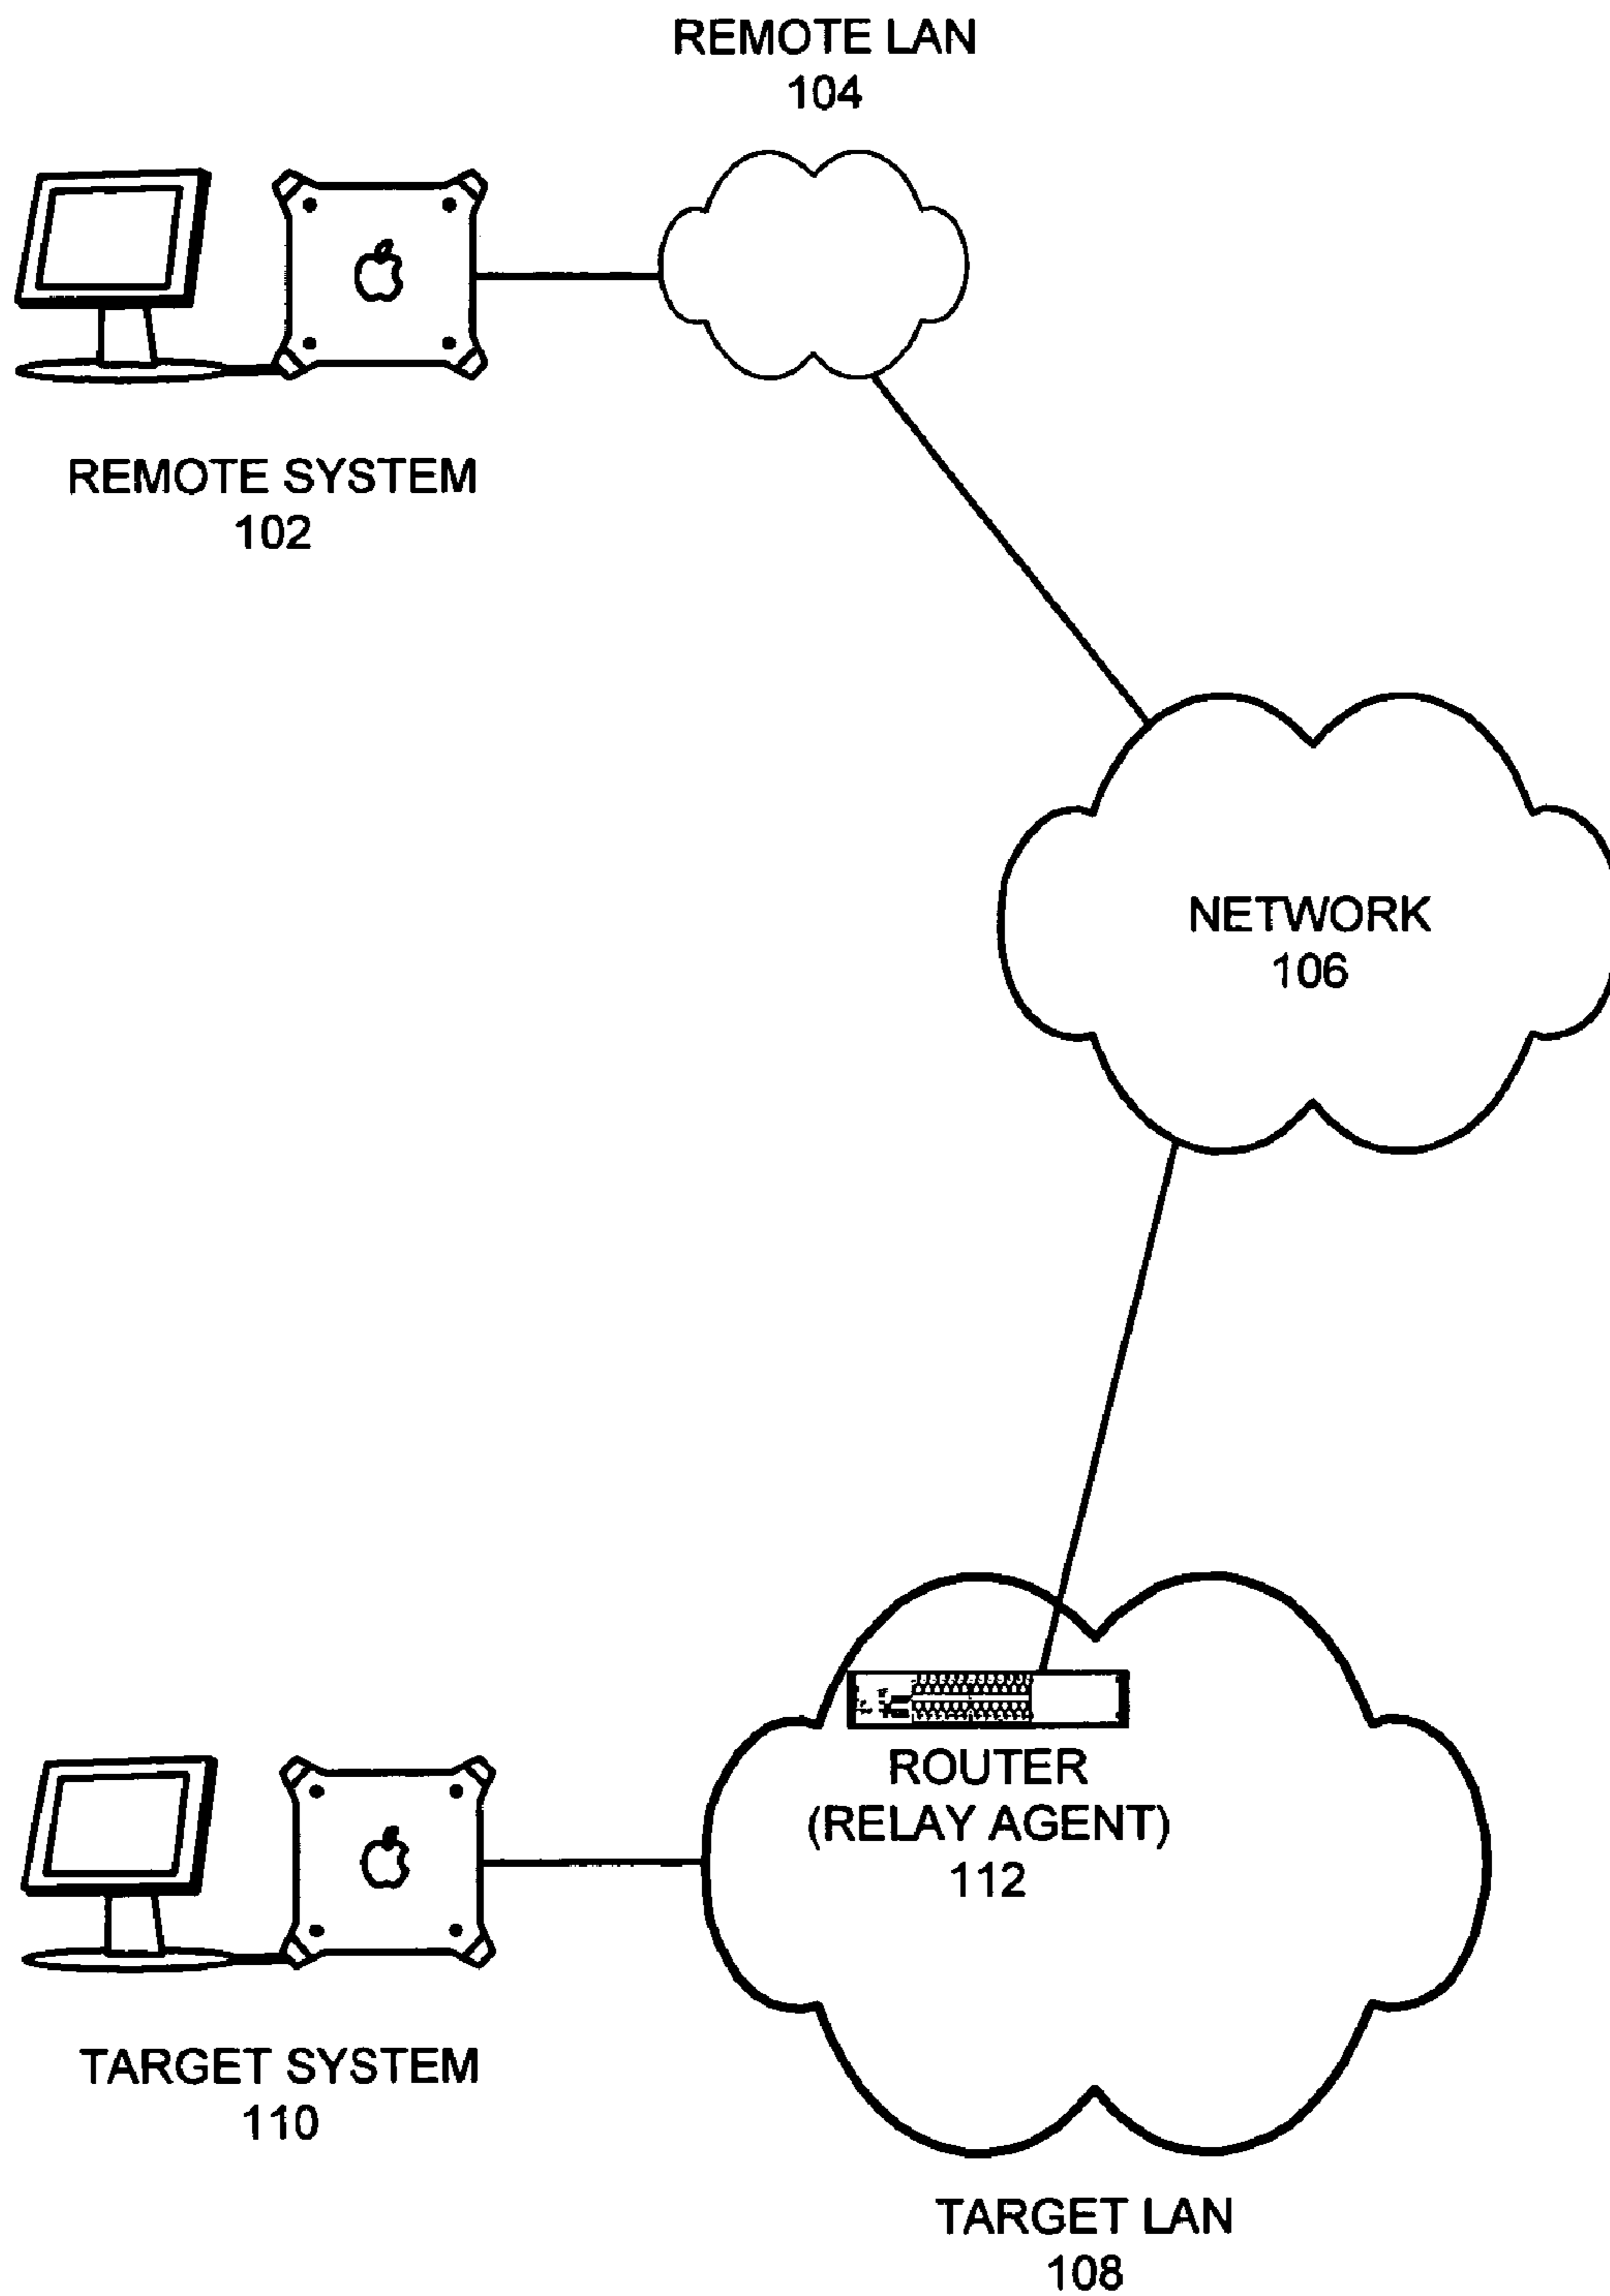 REMOTE LAN
104
REMOTE SYSTEM
102
NETWORK
106
ROUTER
(RELAY AGENT)
112
TARGET SYSTEM
110
TARGET LAN
108